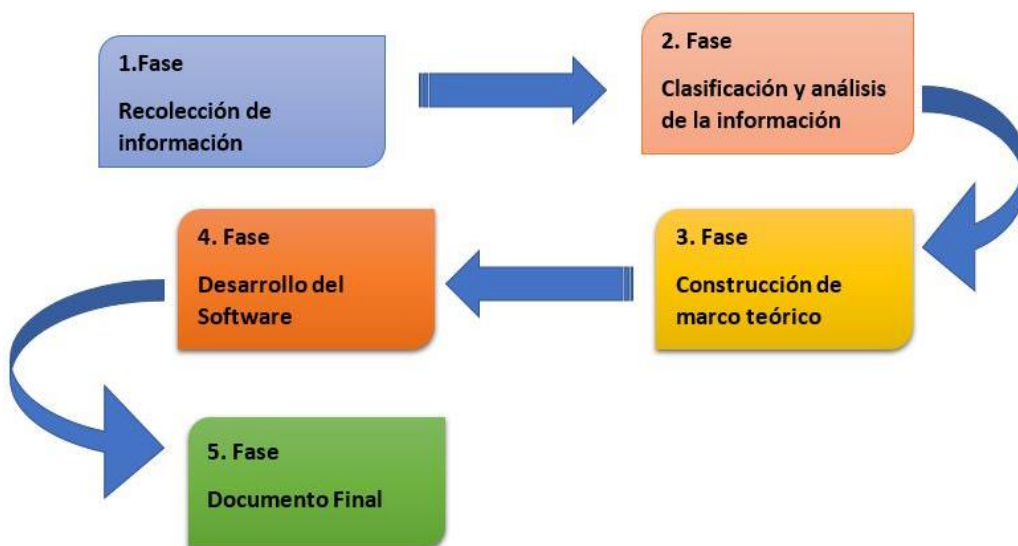 1.Fase
Recolección de
información
2. Fase
Clasificación y análisis
de la información
3. Fase
Construcción de
marco teórico
4. Fase
Desarrollo del
Software
5. Fase
Documento Final